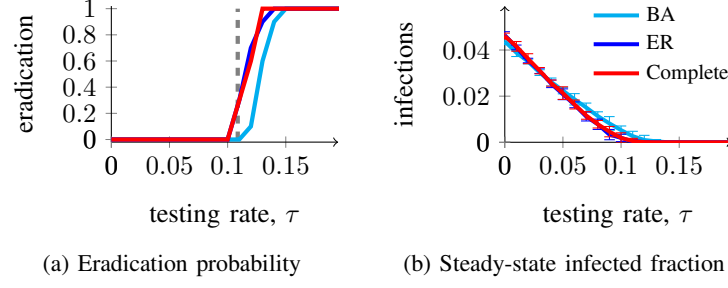 eradication
1
0.8
0.6
0.4
0.2
0
0 0.05 0.1 0.15
testing rate, τ
(a) Eradication probability
infections
0.04
0.02
0
0 0.05 0.1 0.15
BA
ER
Complete
testing rate, τ
(b) Steady-state infected fraction